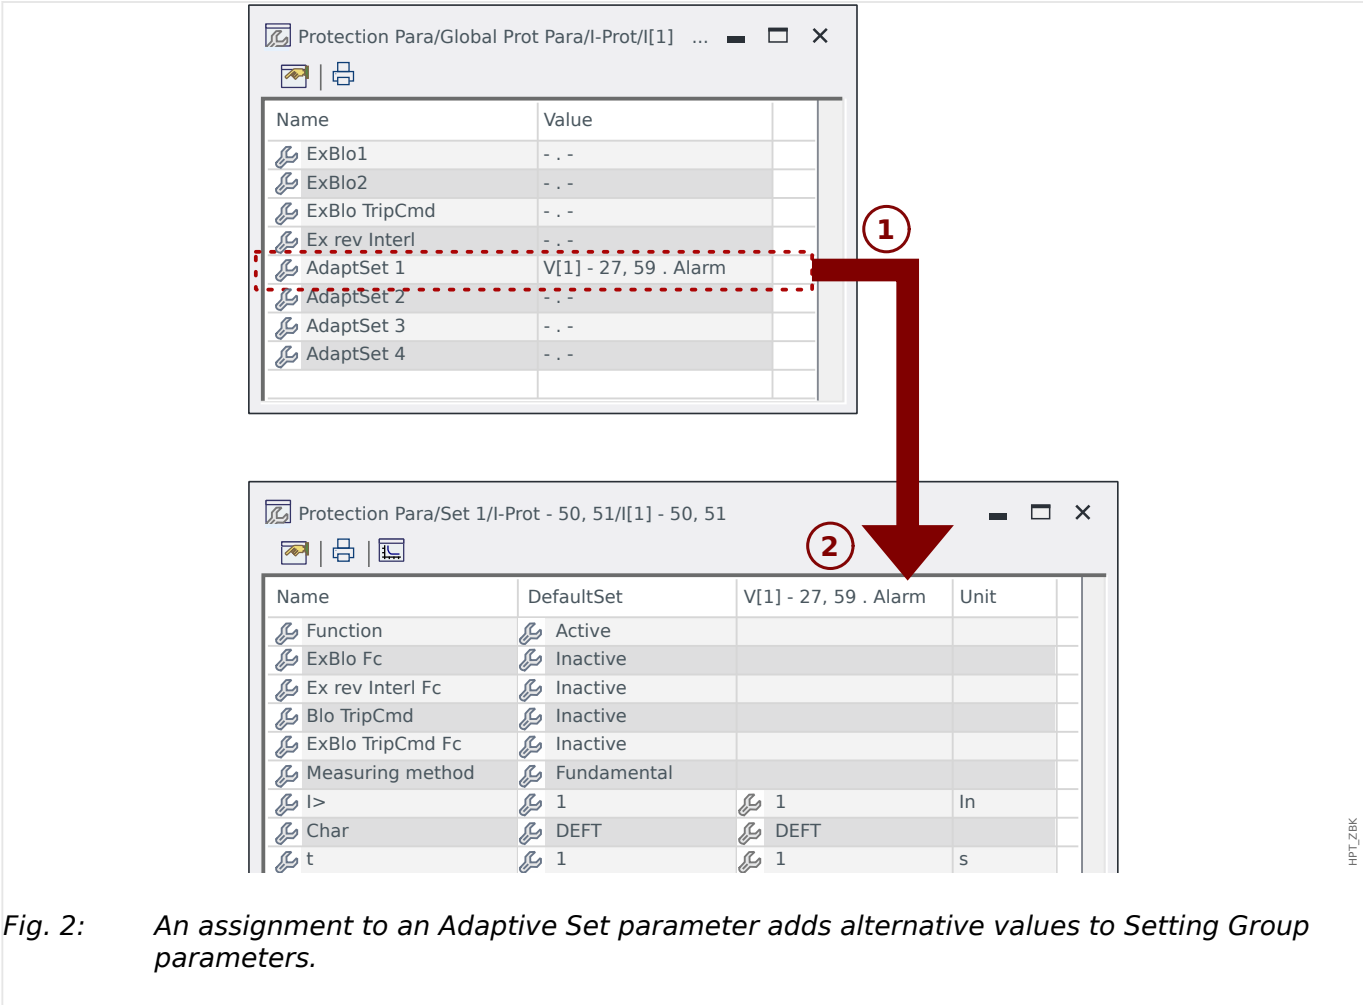 Protection Para/Global Prot Para/I-Prot/I[1] ...
Name Value
ExBlo1 - . -
ExBlo2 - . -
ExBlo TripCmd - . -
Ex rev Interl - . -
1
AdaptSet 1 V[1] - 27, 59 . Alarm
AdaptSet 2 - . -
AdaptSet 3 - . -
AdaptSet 4 - . -
Protection Para/Set 1/I-Prot - 50, 51/I[1] - 50, 51
2
Name DefaultSet V[1] - 27, 59 . Alarm Unit
Function Active
ExBlo Fc Inactive
Ex rev Interl Fc Inactive
Blo TripCmd Inactive
ExBlo TripCmd Fc Inactive
Measuring method Fundamental
I> 1 1 In
Char DEFT DEFT
t 1 1 s
HPT_ZBK
Fig. 2: An assignment to an Adaptive Set parameter adds alternative values to Setting Group
parameters.